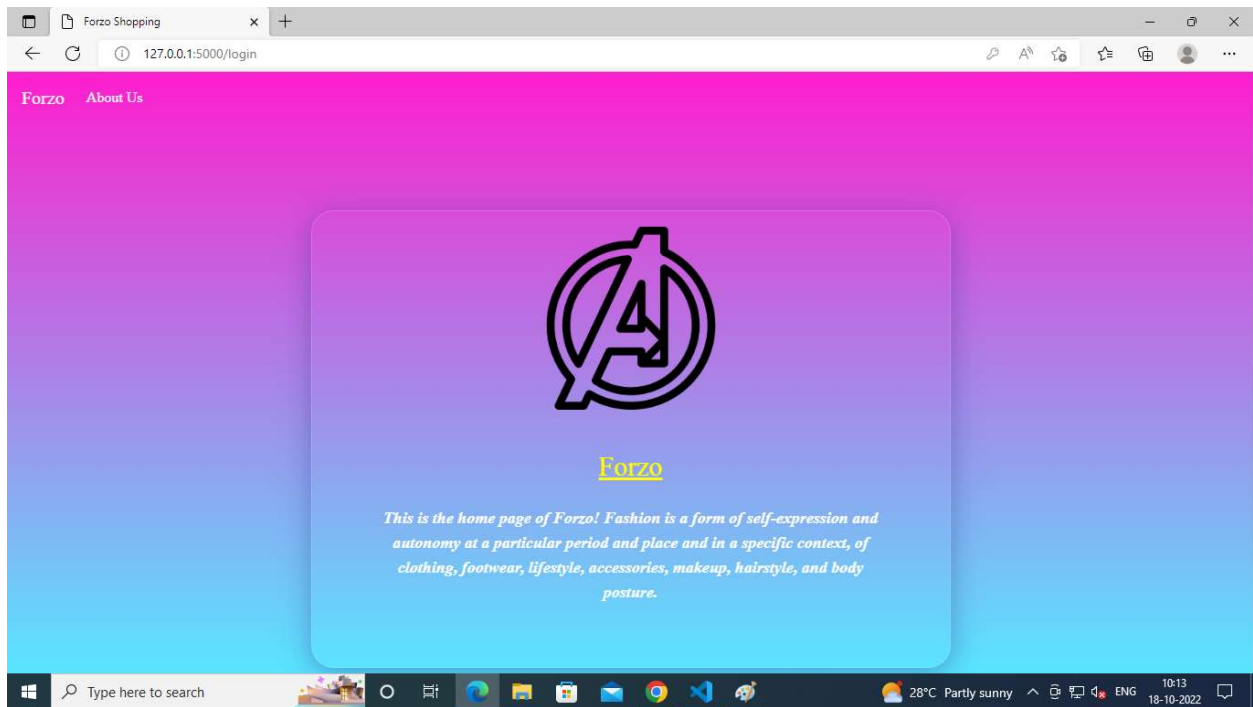 Forzo Shopping
127.0.0.1:5000/login
Forzo About Us
Forzo
This is the home page of Forzo! Fashion is a form of self-expression and
autonomy at a particular period and place and in a specific context, of
clothing, footwear, lifestyle, accessories, makeup, hairstyle, and body
posture.
Type here to search
28°C Partly sunny
ENG
10:13
18-10-2022